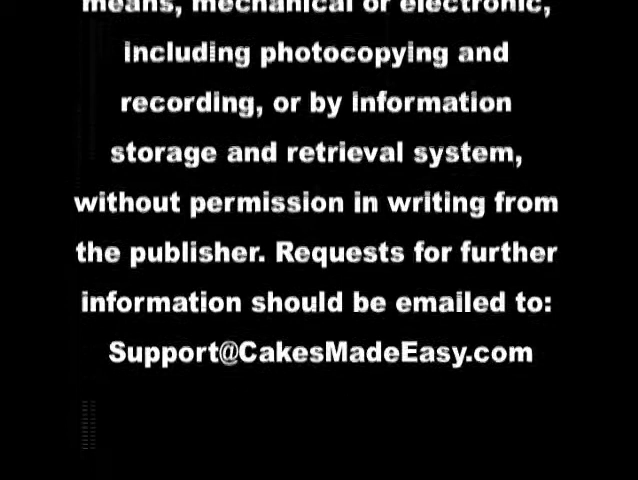 means, mechanical or electronic,
including photocopying and
recording, or by information
storage and retrieval system,
without permission in writing from
the publisher. Requests for further
information should be emailed to:
Support@CakesMadeEasy.com